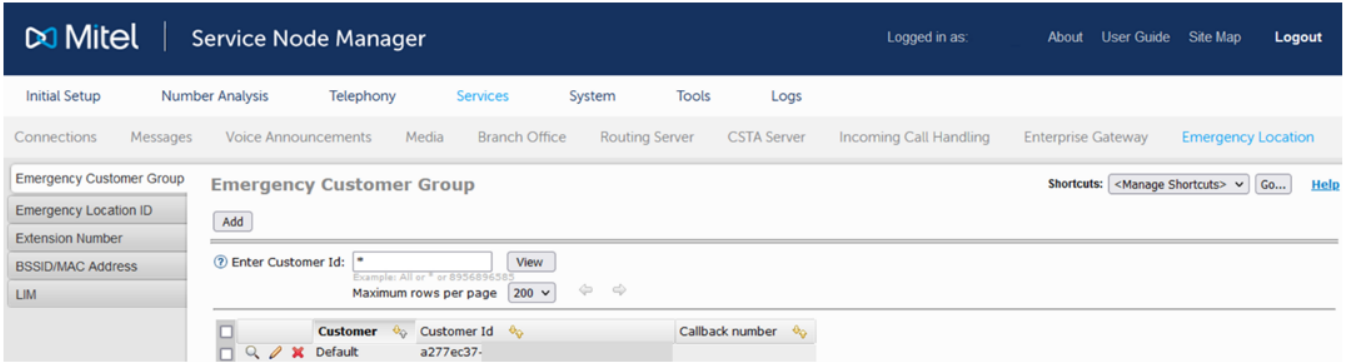 Mitel | Service Node Manager Logged in as: About User Guide Site Map Logout
Initial Setup Number Analysis Telephony Services System Tools Logs
Connections Messages Voice Announcements Media Branch Office Routing Server CSTA Server Incoming Call Handling Enterprise Gateway Emergency Location
Emergency Customer Group
Emergency Location ID
Extension Number
BSSID/MAC Address
LIM
Emergency Customer Group Shortcuts: <Manage Shortcuts> Go... Help
Add
? Enter Customer Id: * View
Example: All or * or 8956896585
Maximum rows per page 200
Customer Customer Id Callback number
Default a277ec37-